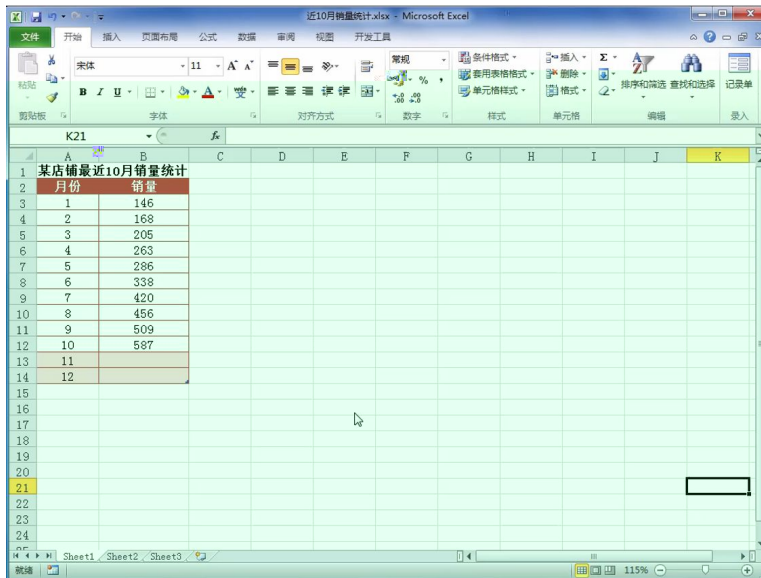 近10月销量统计.xlsx - Microsoft Excel
文件 开始 插入 页面布局 公式 数据 审阅 视图 开发工具
粘贴 宋体 11 A A 常规 条件格式 插入 Σ
套用表格格式 删除 排序和筛选 查找和选择 记录单
B I U A 变 % , 单元格样式 格式
剪贴板 字体 对齐方式 数字 样式 单元格 编辑 录入
K21 fx
A B C D E F G H I J K
1 某店铺最近10月销量统计
2 月份 销量
3 1 146
4 2 168
5 3 205
6 4 263
7 5 286
8 6 338
9 7 420
10 8 456
11 9 509
12 10 587
13 11
14 12
15
16
17
18
19
20
21
22
23
24
25
Sheet1 Sheet2 Sheet3
就绪 115%